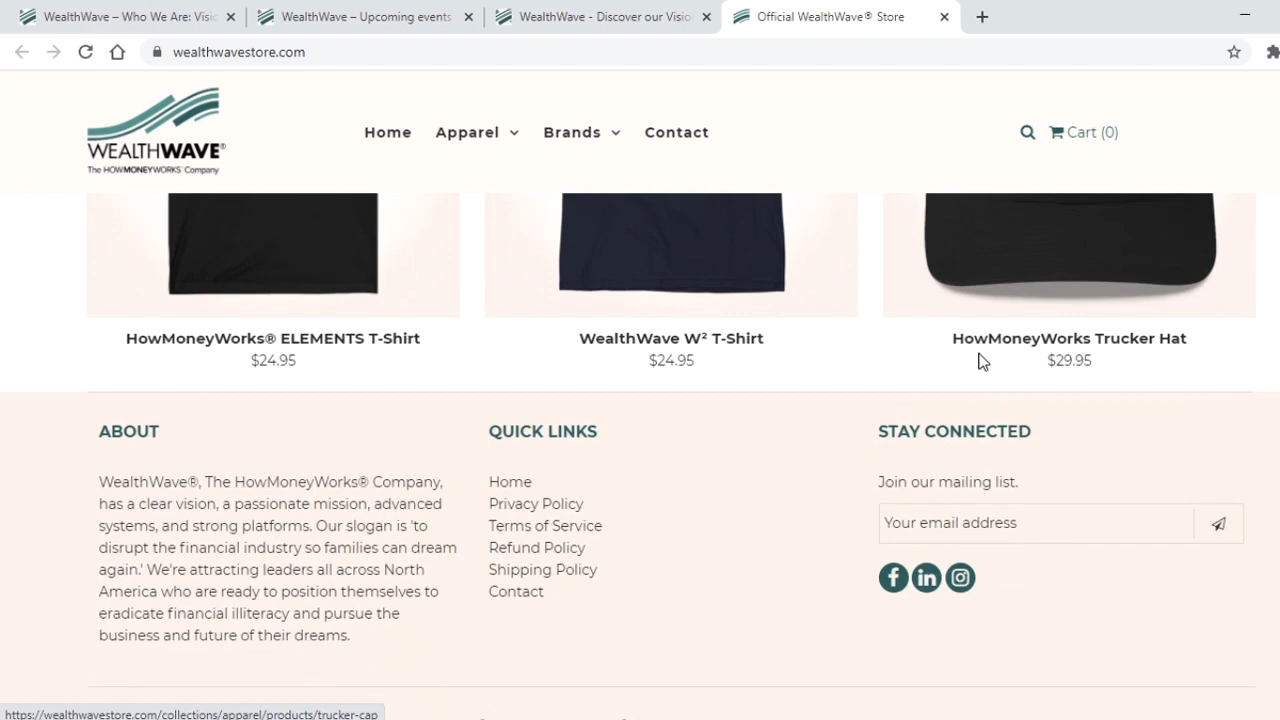 WealthWave – Who We Are: Visi
WealthWave – Upcoming events
WealthWave - Discover our Visio
Official WealthWave® Store
wealthwavestore.com
WEALTHWAVE®
The HOWMONEYWORKS® Company
Home
Apparel
Brands
Contact
Cart (0)
HowMoneyWorks® ELEMENTS T-Shirt
$24.95
WealthWave W² T-Shirt
$24.95
HowMoneyWorks Trucker Hat
$29.95
ABOUT
WealthWave®, The HowMoneyWorks® Company,
has a clear vision, a passionate mission, advanced
systems, and strong platforms. Our slogan is 'to
disrupt the financial industry so families can dream
again.' We're attracting leaders all across North
America who are ready to position themselves to
eradicate financial illiteracy and pursue the
business and future of their dreams.
QUICK LINKS
Home
Privacy Policy
Terms of Service
Refund Policy
Shipping Policy
Contact
STAY CONNECTED
Join our mailing list.
Your email address
https://wealthwavestore.com/collections/apparel/products/trucker-cap